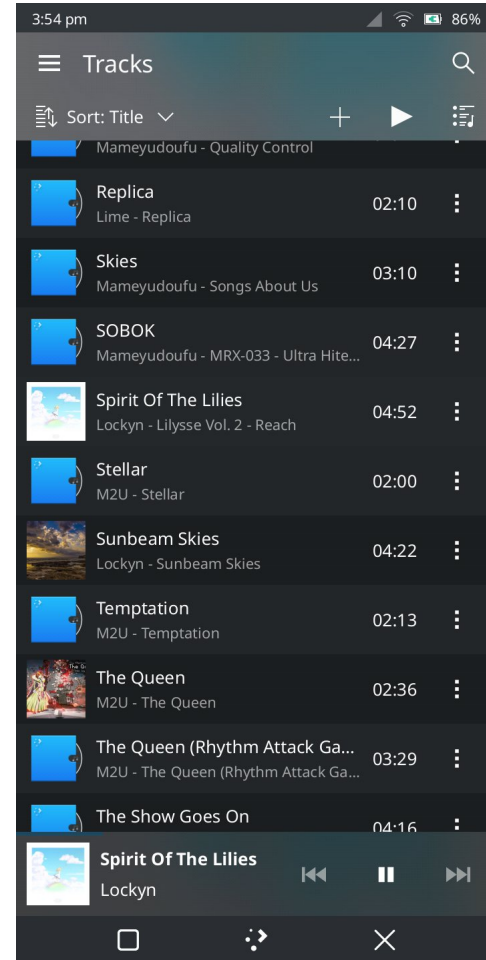 3:54 pm
86%
Tracks
Sort: Title
Mameyudoufu - Quality Control
Replica
02:10
Lime - Replica
Skies
03:10
Mameyudoufu - Songs About Us
SOBOK
04:27
Mameyudoufu - MRX-033 - Ultra Hite...
Spirit Of The Lilies
04:52
Lockyn - Lilysse Vol. 2 - Reach
Stellar
02:00
M2U - Stellar
Sunbeam Skies
04:22
Lockyn - Sunbeam Skies
Temptation
02:13
M2U - Temptation
The Queen
02:36
M2U - The Queen
The Queen (Rhythm Attack Ga...
03:29
M2U - The Queen (Rhythm Attack Ga...
The Show Goes On
04:16
Spirit Of The Lilies
Lockyn